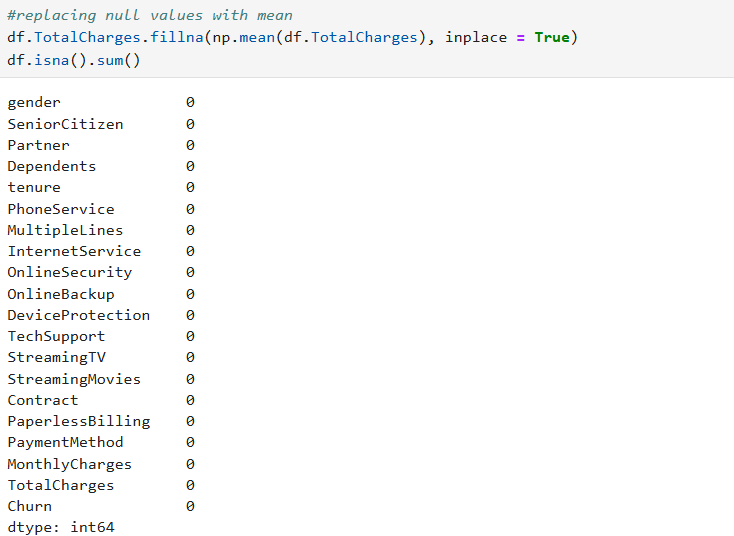 #replacing null values with mean
df.TotalCharges.fillna(np.mean(df.TotalCharges), inplace = True)
df.isna().sum()
gender 0
SeniorCitizen 0
Partner 0
Dependents 0
tenure 0
PhoneService 0
MultipleLines 0
InternetService 0
OnlineSecurity 0
OnlineBackup 0
DeviceProtection 0
TechSupport 0
StreamingTV 0
StreamingMovies 0
Contract 0
PaperlessBilling 0
PaymentMethod 0
MonthlyCharges 0
TotalCharges 0
Churn 0
dtype: int64